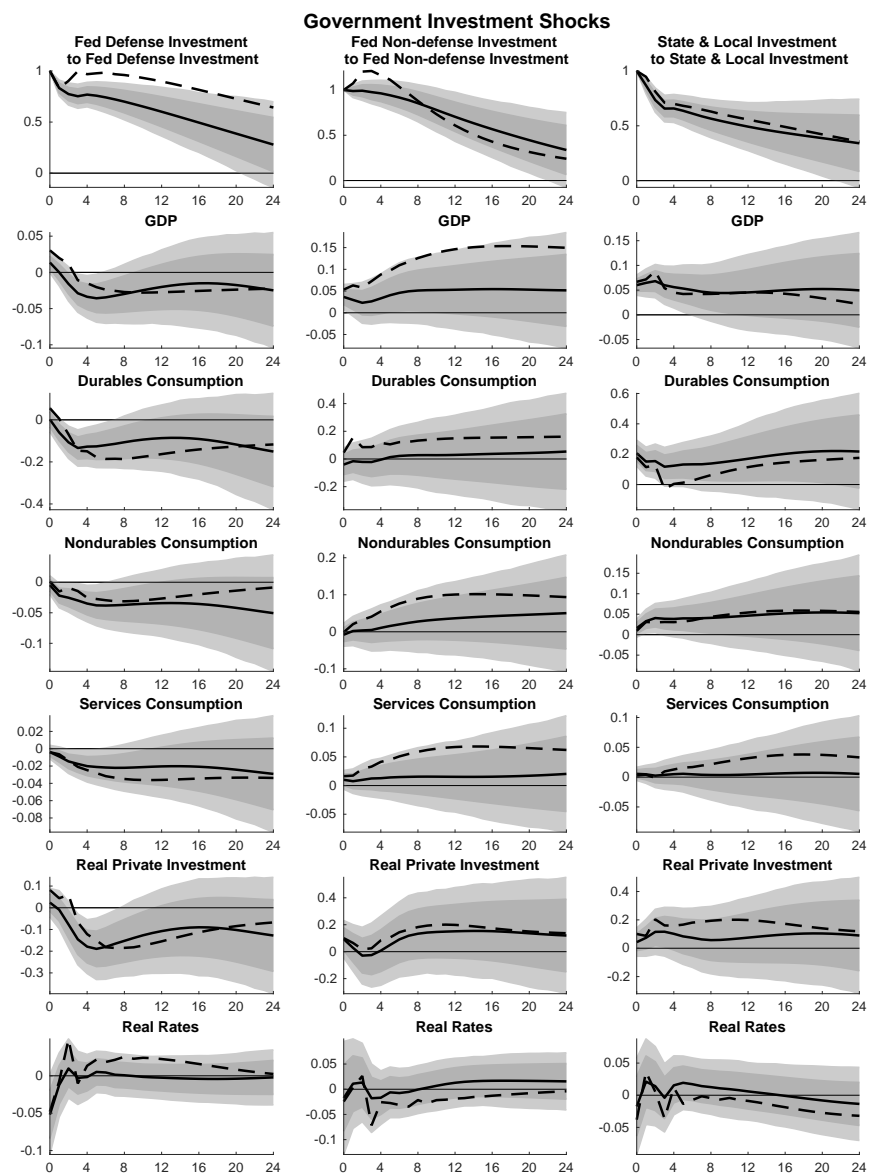 Government Investment Shocks
Fed Defense Investment
to Fed Defense Investment
Fed Non-defense Investment
to Fed Non-defense Investment
State & Local Investment
to State & Local Investment
1
0.5
0
0 4 8 12 16 20 24
1
0.5
0
0 4 8 12 16 20 24
1
0.5
0
0 4 8 12 16 20 24
GDP
0.05
0
-0.05
-0.1
0 4 8 12 16 20 24
GDP
0.15
0.1
0.05
0
-0.05
0 4 8 12 16 20 24
GDP
0.15
0.1
0.05
0
-0.05
0 4 8 12 16 20 24
Durables Consumption
0
-0.2
-0.4
0 4 8 12 16 20 24
Durables Consumption
0.4
0.2
0
-0.2
0 4 8 12 16 20 24
Durables Consumption
0.6
0.4
0.2
0
0 4 8 12 16 20 24
Nondurables Consumption
0
-0.05
-0.1
0 4 8 12 16 20 24
Nondurables Consumption
0.2
0.1
0
-0.1
0 4 8 12 16 20 24
Nondurables Consumption
0.15
0.1
0.05
0
-0.05
0 4 8 12 16 20 24
Services Consumption
0.02
0
-0.02
-0.04
-0.06
-0.08
0 4 8 12 16 20 24
Services Consumption
0.1
0.05
0
-0.05
0 4 8 12 16 20 24
Services Consumption
0.1
0.05
0
-0.05
0 4 8 12 16 20 24
Real Private Investment
0.1
0
-0.1
-0.2
-0.3
0 4 8 12 16 20 24
Real Private Investment
0.4
0.2
0
-0.2
0 4 8 12 16 20 24
Real Private Investment
0.4
0.2
0
-0.2
0 4 8 12 16 20 24
Real Rates
0
-0.05
-0.1
0 4 8 12 16 20 24
Real Rates
0.05
0
-0.05
-0.1
0 4 8 12 16 20 24
Real Rates
0.05
0
-0.05
0 4 8 12 16 20 24